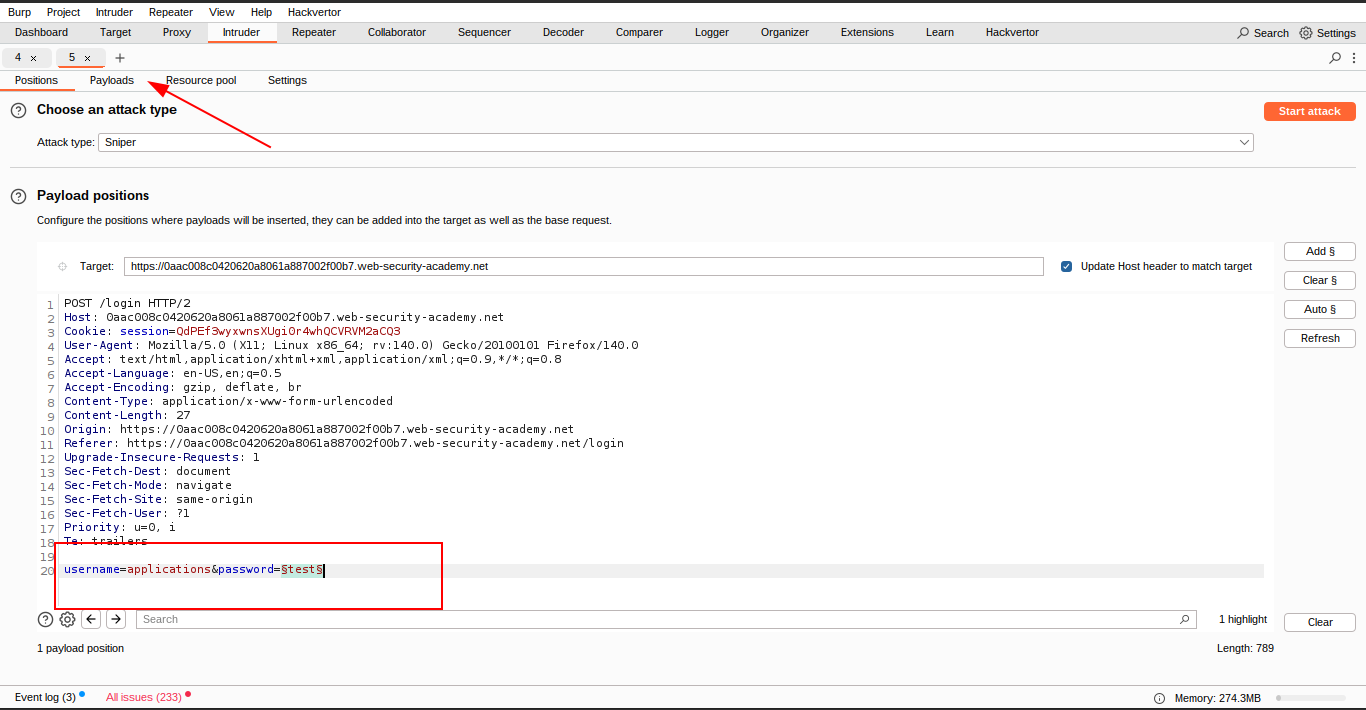 Burp Project Intruder Repeater View Help Hackvertor
Dashboard Target Proxy Intruder Repeater Collaborator Sequencer Decoder Comparer Logger Organizer Extensions Learn Hackvertor Search Settings
4 × 5 × +
Positions Payloads Resource pool Settings
? Choose an attack type Start attack
Attack type: Sniper
? Payload positions
Configure the positions where payloads will be inserted, they can be added into the target as well as the base request.
Add §
Target: https://0aac008c0420620a8061a887002f00b7.web-security-academy.net Update Host header to match target
Clear §
Auto §
Refresh
1 POST /login HTTP/2
2 Host: 0aac008c0420620a8061a887002f00b7.web-security-academy.net
3 Cookie: session=QdPEf3wyxwnsXUgi0r4whQCVRVM2aCQ3
4 User-Agent: Mozilla/5.0 (X11; Linux x86_64; rv:140.0) Gecko/20100101 Firefox/140.0
5 Accept: text/html,application/xhtml+xml,application/xml;q=0.9,*/*;q=0.8
6 Accept-Language: en-US,en;q=0.5
7 Accept-Encoding: gzip, deflate, br
8 Content-Type: application/x-www-form-urlencoded
9 Content-Length: 27
10 Origin: https://0aac008c0420620a8061a887002f00b7.web-security-academy.net
11 Referer: https://0aac008c0420620a8061a887002f00b7.web-security-academy.net/login
12 Upgrade-Insecure-Requests: 1
13 Sec-Fetch-Dest: document
14 Sec-Fetch-Mode: navigate
15 Sec-Fetch-Site: same-origin
16 Sec-Fetch-User: ?1
17 Priority: u=0, i
18 Te: trailers
19
20 username=applications&password=§test§
? Search 1 highlight Clear
1 payload position Length: 789
Event log (3) All issues (233) Memory: 274.3MB